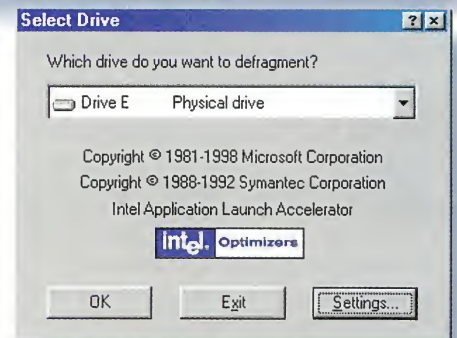 Select Drive
Which drive do you want to defragment?
Drive E Physical drive
Copyright © 1981-1998 Microsoft Corporation
Copyright © 1988-1992 Symantec Corporation
Intel Application Launch Accelerator
intel. Optimizers
OK Exit Settings...